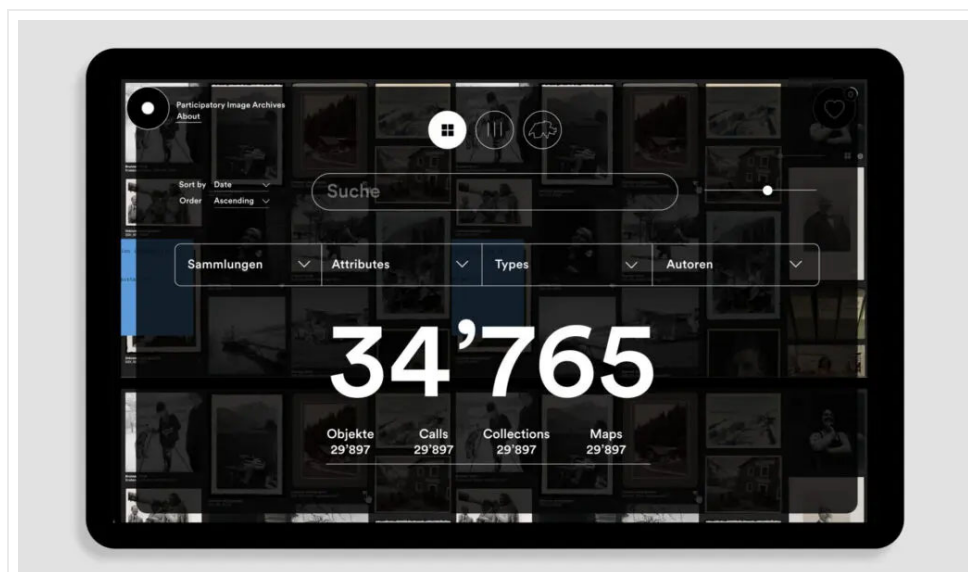 Participatory Image Archives
About
0
Sort by Date
Order Ascending
Suche
Sammlungen Attributes Types Autoren
34’765
Objekte Calls Collections Maps
29’897 29’897 29’897 29’897